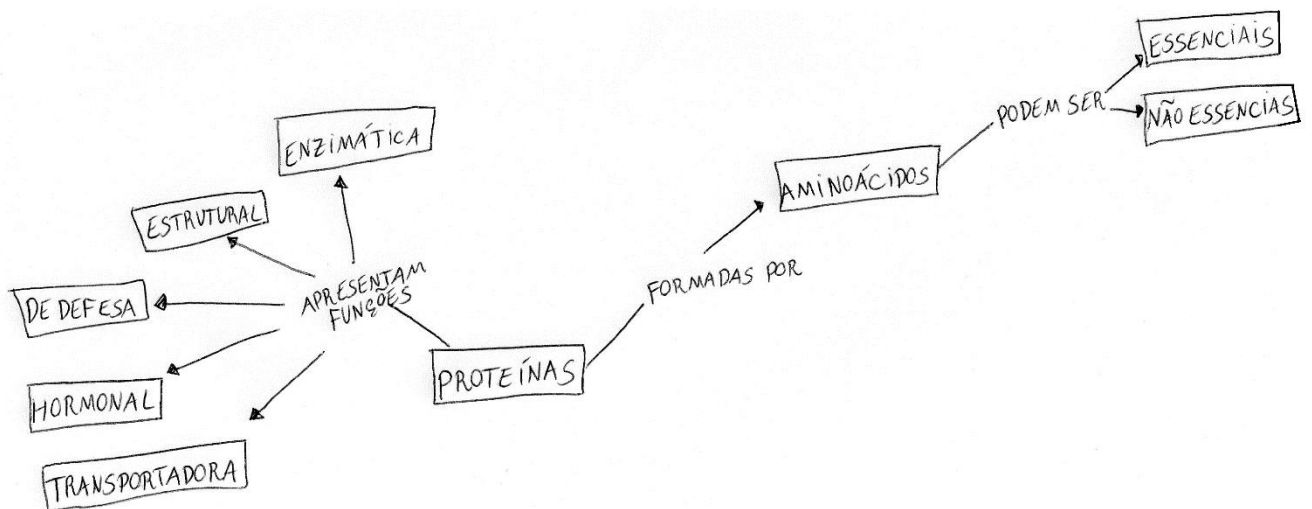 ESSENCIAIS
PODEM SER
NÃO ESSENCIAS
ENZIMÁTICA
AMINOÁCIDOS
ESTRUTURAL
FORMADAS POR
APRESENTAM
FUNÇÕES
DE DEFESA
PROTEÍNAS
HORMONAL
TRANSPORTADORA